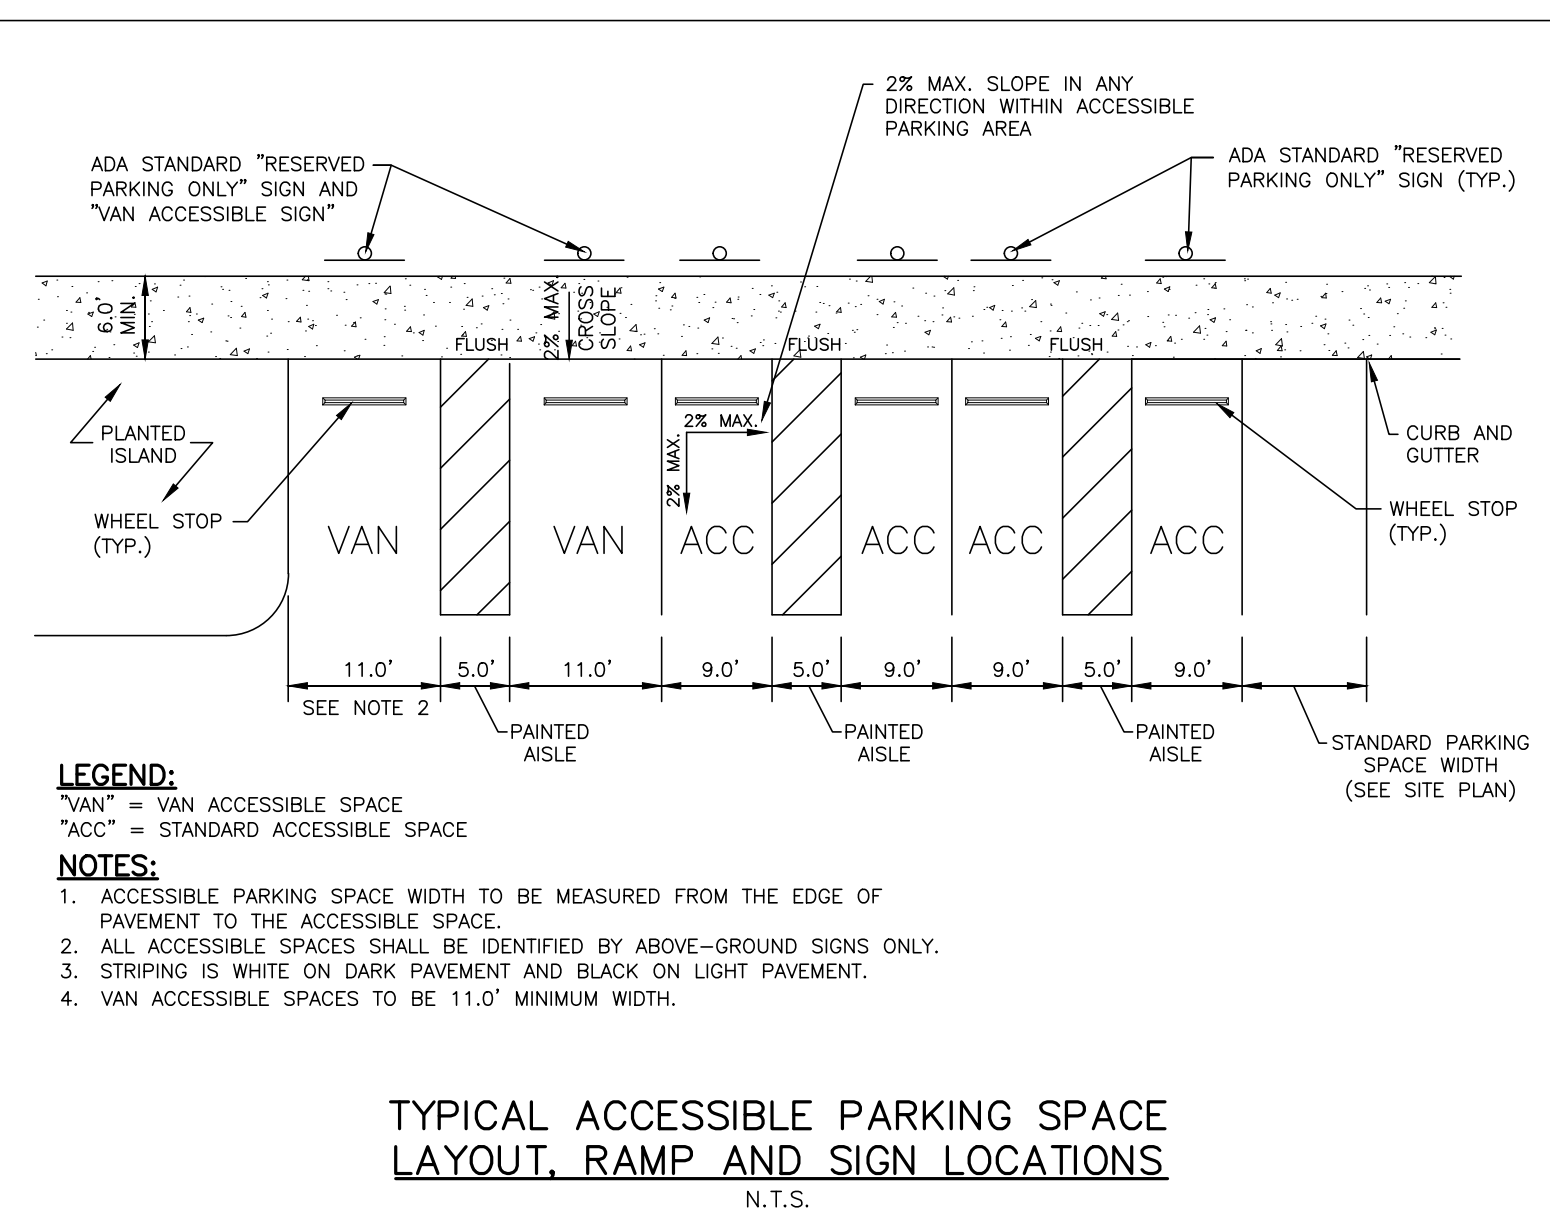 2% MAX. SLOPE IN ANY
DIRECTION WITHIN ACCESSIBLE
PARKING AREA
ADA STANDARD "RESERVED
PARKING ONLY" SIGN AND
"VAN ACCESSIBLE SIGN"
ADA STANDARD "RESERVED
PARKING ONLY" SIGN (TYP.)
6.0'
MIN.
2% MAX.
CROSS
SLOPE
FLUSH
FLUSH
FLUSH
PLANTED
ISLAND
2% MAX.
2% MAX.
CURB AND
GUTTER
WHEEL STOP
(TYP.)
WHEEL STOP
(TYP.)
VAN
VAN
ACC
ACC
ACC
ACC
11.0'
5.0'
11.0'
9.0'
5.0'
9.0'
9.0'
5.0'
9.0'
SEE NOTE 2
PAINTED
AISLE
PAINTED
AISLE
PAINTED
AISLE
STANDARD PARKING
SPACE WIDTH
(SEE SITE PLAN)
LEGEND:
"VAN" = VAN ACCESSIBLE SPACE
"ACC" = STANDARD ACCESSIBLE SPACE
NOTES:
1. ACCESSIBLE PARKING SPACE WIDTH TO BE MEASURED FROM THE EDGE OF
PAVEMENT TO THE ACCESSIBLE SPACE.
2. ALL ACCESSIBLE SPACES SHALL BE IDENTIFIED BY ABOVE-GROUND SIGNS ONLY.
3. STRIPING IS WHITE ON DARK PAVEMENT AND BLACK ON LIGHT PAVEMENT.
4. VAN ACCESSIBLE SPACES TO BE 11.0' MINIMUM WIDTH.
TYPICAL ACCESSIBLE PARKING SPACE
LAYOUT, RAMP AND SIGN LOCATIONS
N.T.S.